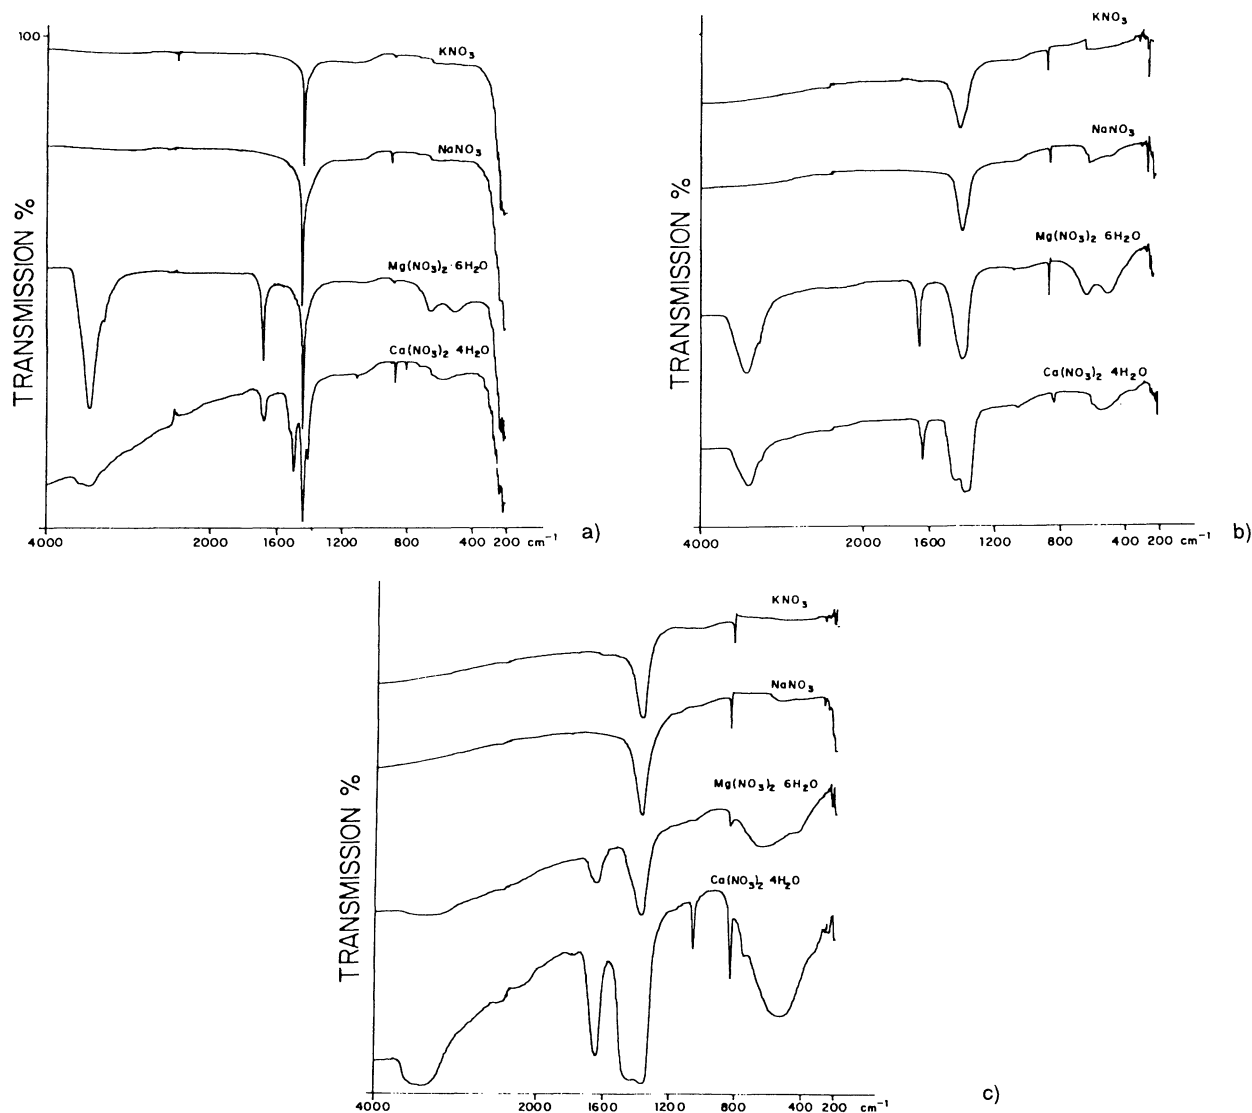 100
KNO3
NaNO3
Mg(NO3)2 · 6H2O
Ca(NO3)2 4H2O
TRANSMISSION %
4000 2000 1600 1200 800 400 200 cm-1
a)
KNO3
NaNO3
Mg(NO3)2 6H2O
Ca(NO3)2 4H2O
TRANSMISSION %
4000 2000 1600 1200 800 400 200 cm-1
b)
KNO3
NaNO3
Mg(NO3)2 6H2O
Ca(NO3)2 4H2O
TRANSMISSION %
4000 2000 1600 1200 800 400 200 cm-1
c)